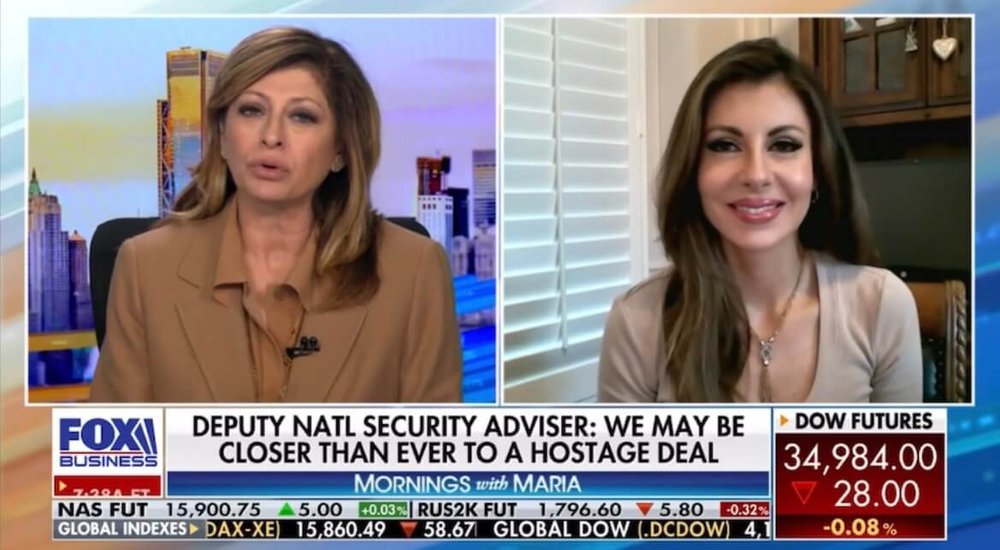 FOX
BUSINESS
DEPUTY NATL SECURITY ADVISER: WE MAY BE
CLOSER THAN EVER TO A HOSTAGE DEAL
MORNINGS with MARIA
DOW FUTURES
34,984.00
▼ 28.00
-0.08%
NAS FUT 15,900.75 ▲ 5.00 +0.03% RUS2K FUT 1,796.60 ▼ 5.80 -0.32%
GLOBAL INDEXES DAX-XE) 15,860.49 ▼ 58.67 GLOBAL DOW (.DCDOW) 4,1